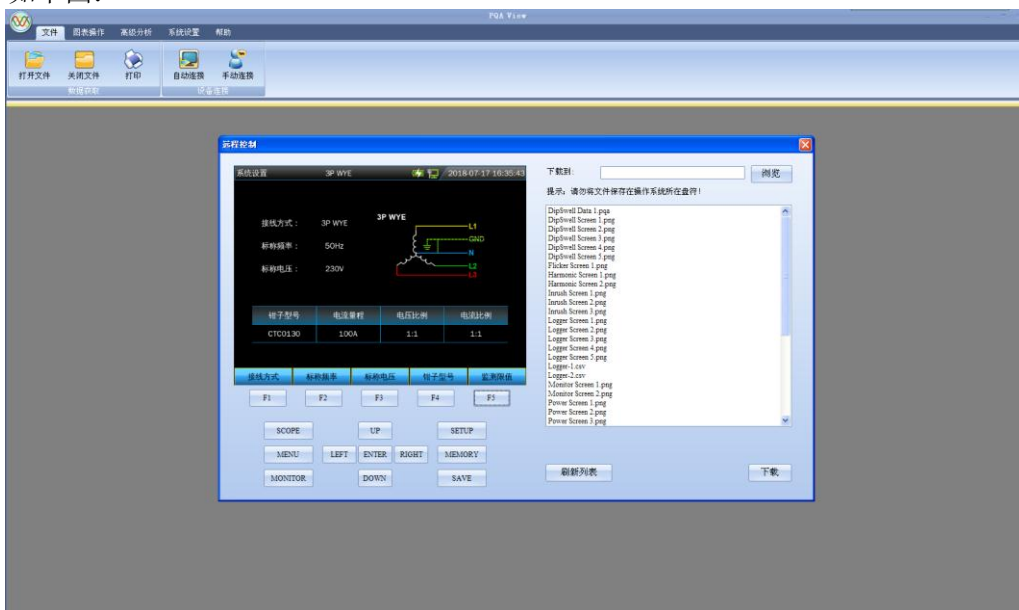 如下图。
PQA View
文件 图表操作 高级分析 系统设置 帮助
打开文件 关闭文件 打印 自动连接 手动连接
数据获取 设备连接
远程控制
系统设置 3P WYE 2018-07-17 16:35:43
接线方式： 3P WYE
3P WYE
标称频率： 50Hz
标称电压： 230V
L1
GND
N
L2
L3
钳子型号 电流量程 电压比例 电流比例
CTC0130 100A 1:1 1:1
接线方式 标称频率 标称电压 钳子型号 监测限值
F1 F2 F3 F4 F5
SCOPE UP SETUP
MENU LEFT ENTER RIGHT MEMORY
MONITOR DOWN SAVE
下载到: 浏览
提示：请勿将文件保存在操作系统所在盘符!
DipSwell Data 1.pqa
DipSwell Screen 1.png
DipSwell Screen 2.png
DipSwell Screen 3.png
DipSwell Screen 4.png
DipSwell Screen 5.png
Flicker Screen 1.png
Harmonic Screen 1.png
Harmonic Screen 2.png
Inrush Screen 1.png
Inrush Screen 2.png
Inrush Screen 3.png
Logger Screen 1.png
Logger Screen 2.png
Logger Screen 3.png
Logger Screen 4.png
Logger Screen 5.png
Logger-1.csv
Logger-2.csv
Monitor Screen 1.png
Monitor Screen 2.png
Power Screen 1.png
Power Screen 2.png
Power Screen 3.png
刷新列表 下载